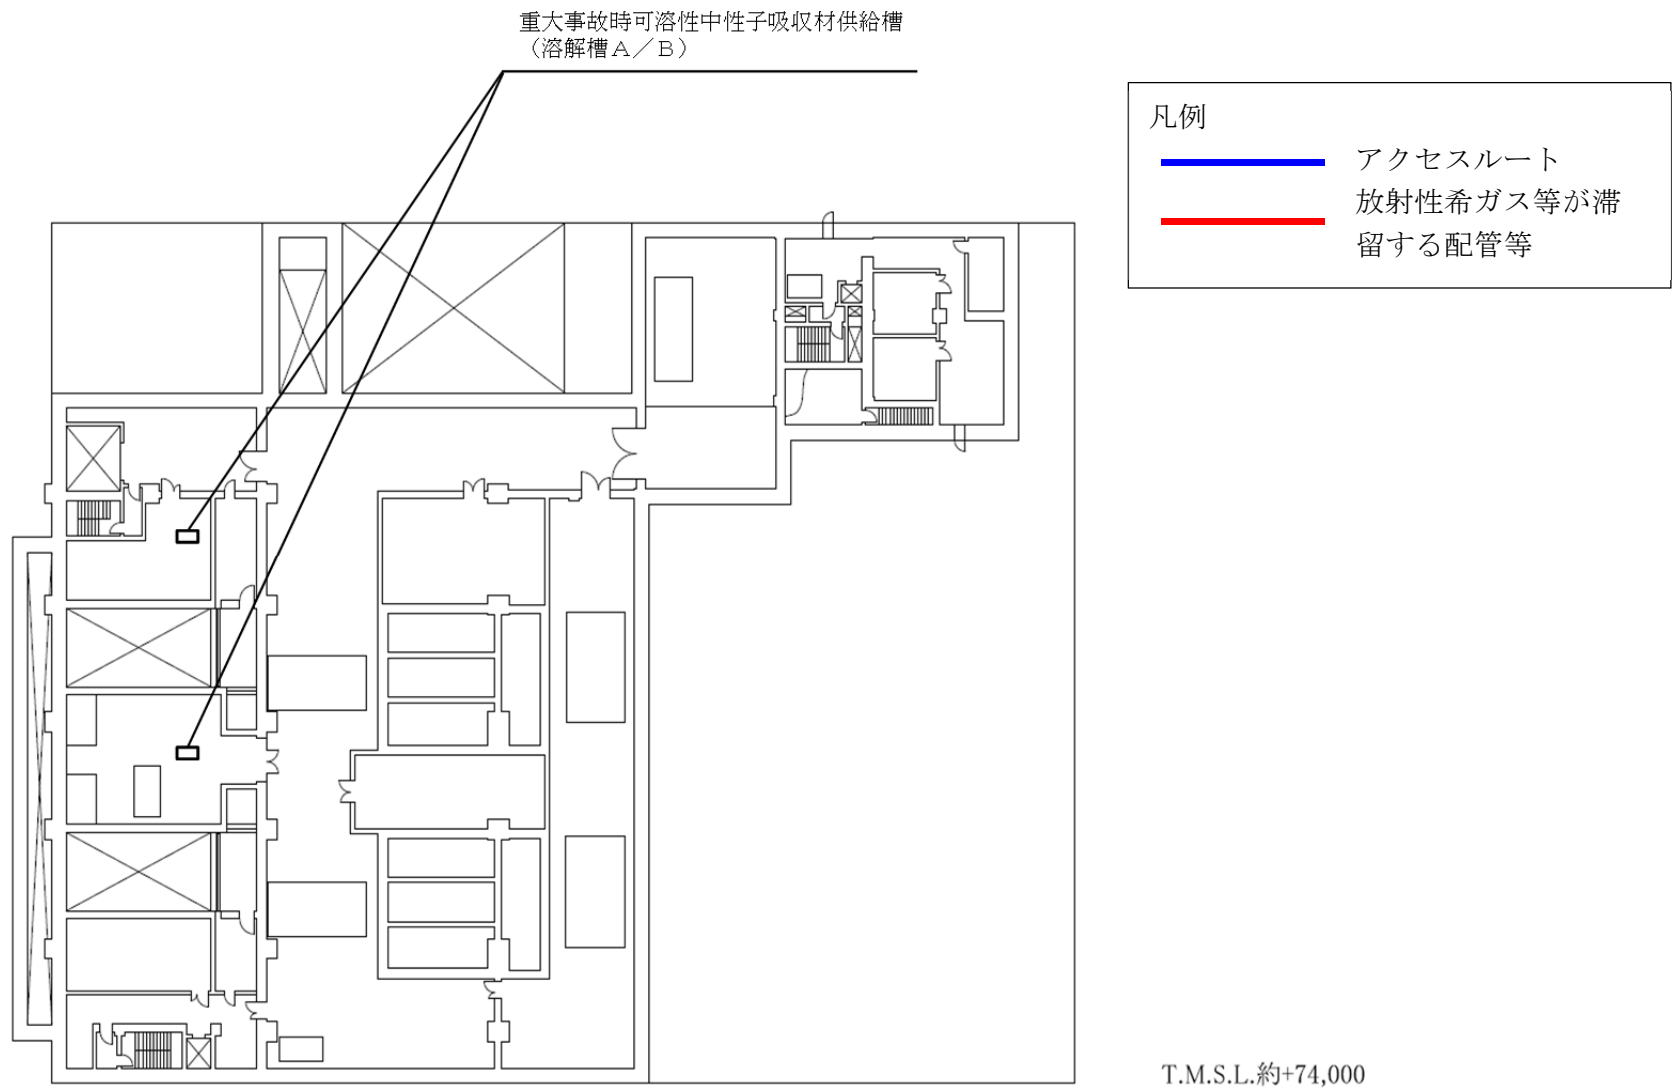 重大事故時可溶性中性子吸収材供給槽
（溶解槽Ａ／Ｂ）
凡例
アクセスルート
放射性希ガス等が滞
留する配管等
T.M.S.L.約+74,000